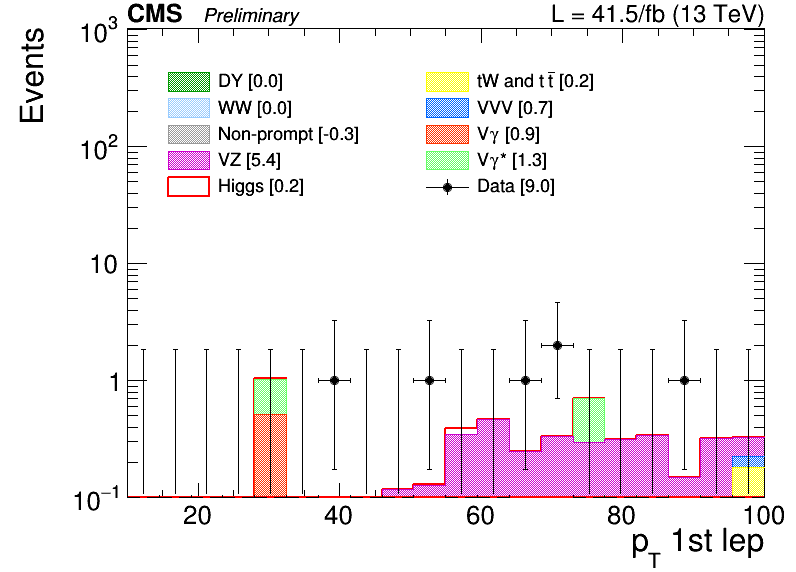 CMS Preliminary L = 41.5/fb (13 TeV)
Events
10³
10²
10
1
10⁻¹
DY [0.0]
WW [0.0]
Non-prompt [-0.3]
VZ [5.4]
Higgs [0.2]
tW and tt̅ [0.2]
VVV [0.7]
Vγ [0.9]
Vγ* [1.3]
Data [9.0]
20 40 60 80 100
p_T 1st lep